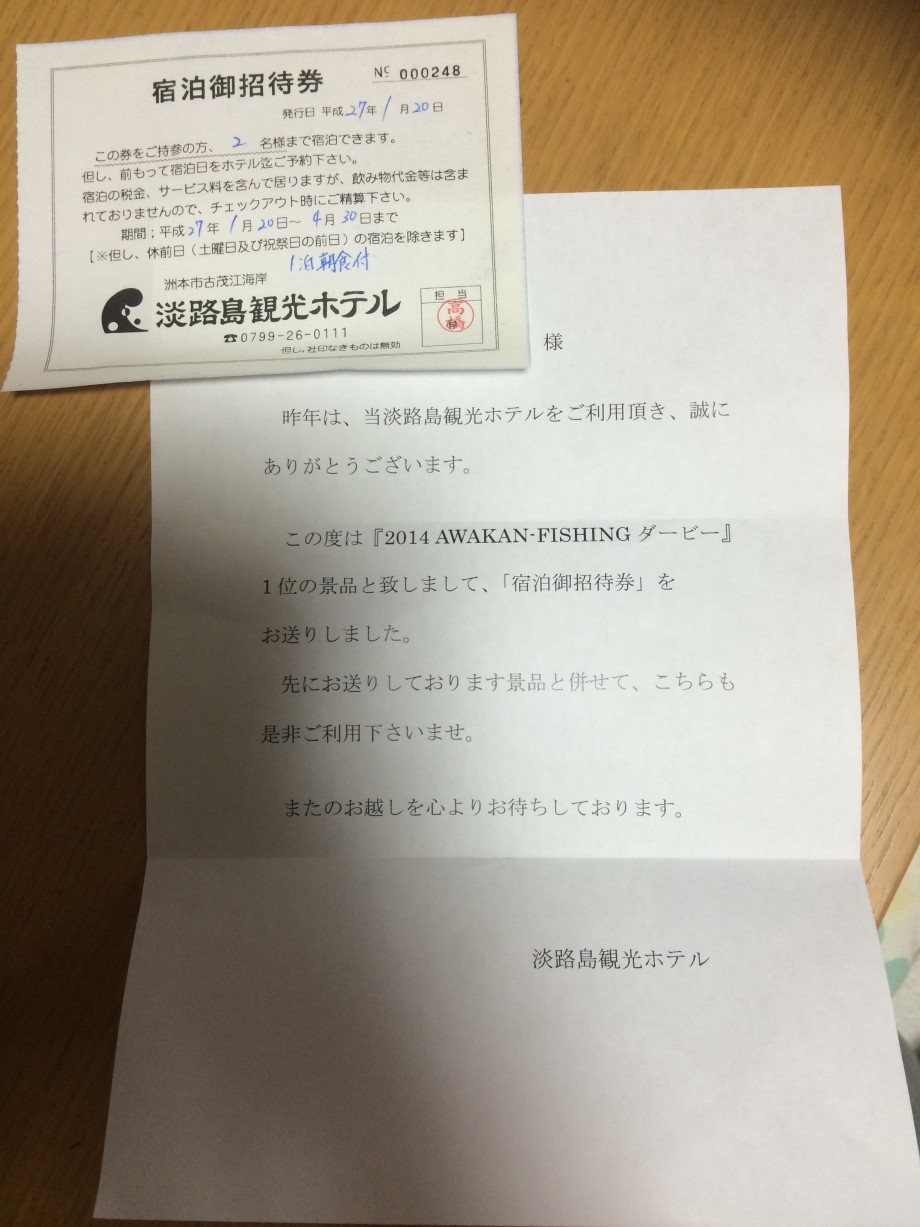 宿泊御招待券
№ 000248
発行日 平成27年1月20日
この券をご持参の方、2名様まで宿泊できます。
但し、前もって宿泊日をホテル迄ご予約下さい。
宿泊の税金、サービス料を含んで居りますが、飲み物代金等は含ま
れておりませんので、チェックアウト時にご精算下さい。
期間；平成27年1月20日〜4月30日まで
[※但し、休前日(土曜日及び祝祭日の前日)の宿泊を除きます]
1泊朝食付
洲本市古茂江海岸
淡路島観光ホテル
☎0799-26-0111
但し、社印なきものは無効
担当
高橋
様
昨年は、当淡路島観光ホテルをご利用頂き、誠に
ありがとうございます。
この度は『2014 AWAKAN-FISHING ダービー』
1位の景品と致しまして、「宿泊御招待券」を
お送りしました。
先にお送りしております景品と併せて、こちらも
是非ご利用下さいませ。
またのお越しを心よりお待ちしております。
淡路島観光ホテル